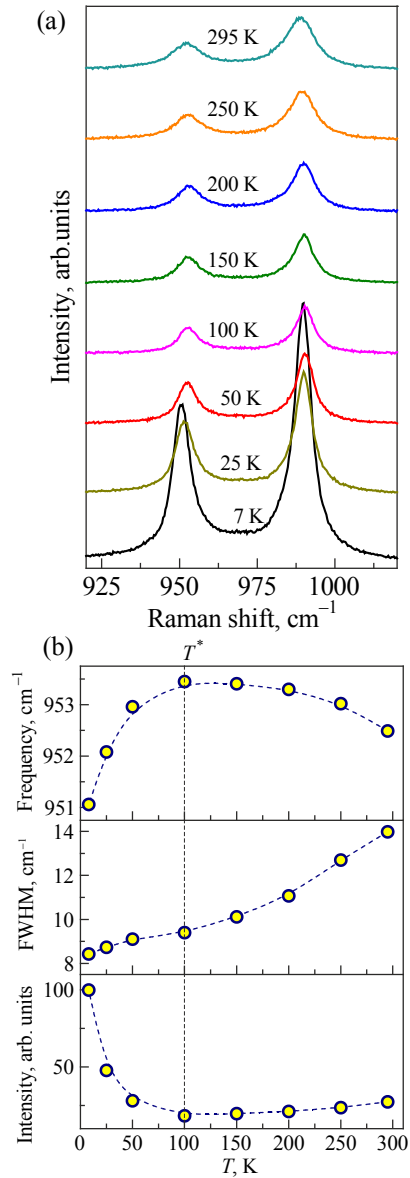 (a)
295 K
250 K
200 K
150 K
100 K
50 K
25 K
7 K
Intensity, arb.units
925 950 975 1000
Raman shift, cm⁻¹
(b)
T*
953
952
951
Frequency, cm⁻¹
14
12
10
8
FWHM, cm⁻¹
100
50
Intensity, arb. units
0 50 100 150 200 250 300
T, K